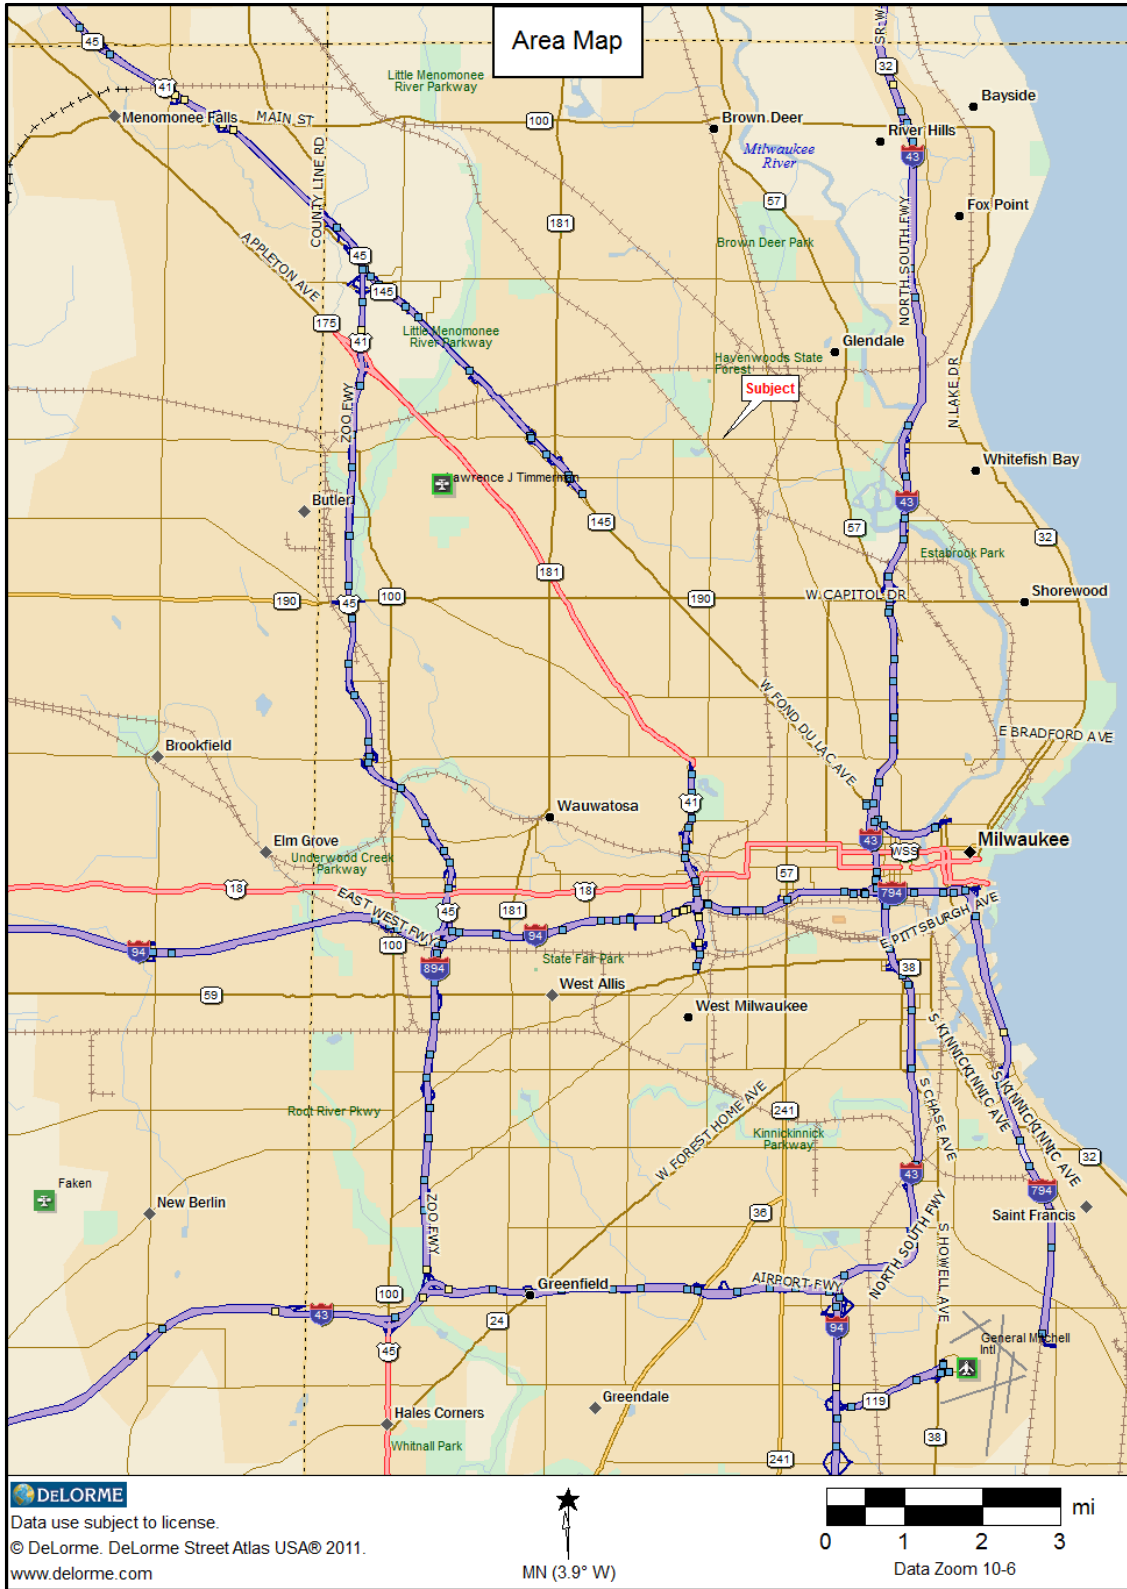 Area Map
45
SR-W
32
41
Little Menomonee
River Parkway
Bayside
Menomonee Falls
MAIN ST
100
Brown Deer
River Hills
Milwaukee
River
43
COUNTY LINE RD
57
Fox Point
181
NORTH SOUTH FWY
APPLETON AVE
Brown Deer Park
45
145
175
41
Little Menomonee
River Parkway
Glendale
Havenwoods State
Forest
Subject
N LAKE DR
ZOO FWY
Whitefish Bay
Lawrence J Timmerman
Butler
43
145
57
32
Estabrook Park
181
190
45
100
190
W. CAPITOL DR
Shorewood
W FOND DU LAC AVE
E BRADFORD AVE
Brookfield
41
Wauwatosa
43
WSS
Milwaukee
Elm Grove
Underwood Creek
Parkway
57
18
18
794
EAST WEST FWY
45
181
E PITTSBURGH AVE
94
100
94
State Fair Park
894
38
59
West Allis
West Milwaukee
S KINNICKINNIC AVE
S KINNICKINNIC AVE
S CHASE AVE
Root River Pkwy
W FOREST HOME AVE
241
Kinnickinnick
Parkway
32
43
Faken
794
New Berlin
ZOO FWY
36
Saint Francis
NORTH SOUTH FWY
S HOWELL AVE
AIRPORT FWY
100
Greenfield
43
24
94
General Mitchell
Intl
45
Greendale
119
Hales Corners
38
Whitnall Park
241
DELORME
Data use subject to license.
© DeLorme. DeLorme Street Atlas USA® 2011.
www.delorme.com
MN (3.9° W)
mi
0 1 2 3
Data Zoom 10-6